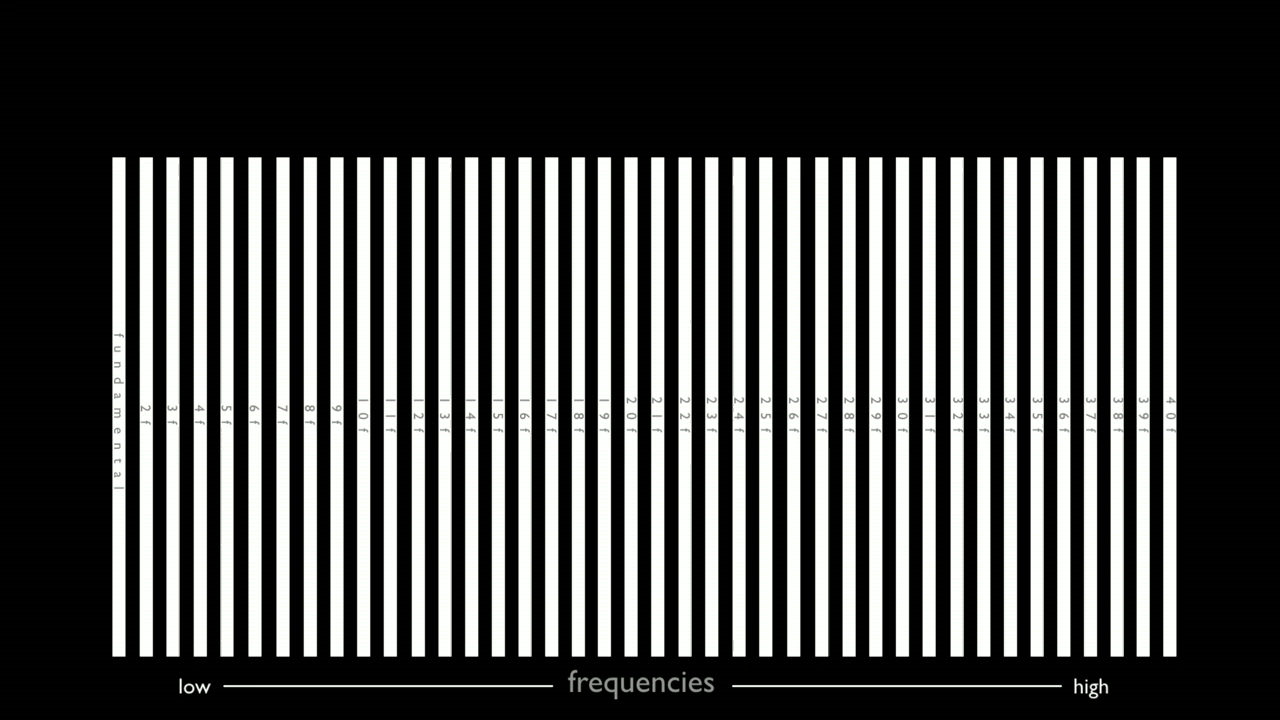 fundamental
2f
3f
4f
5f
6f
7f
8f
9f
10f
11f
12f
13f
14f
15f
16f
17f
18f
19f
20f
21f
22f
23f
24f
25f
26f
27f
28f
29f
30f
31f
32f
33f
34f
35f
36f
37f
38f
39f
40f
low frequencies high